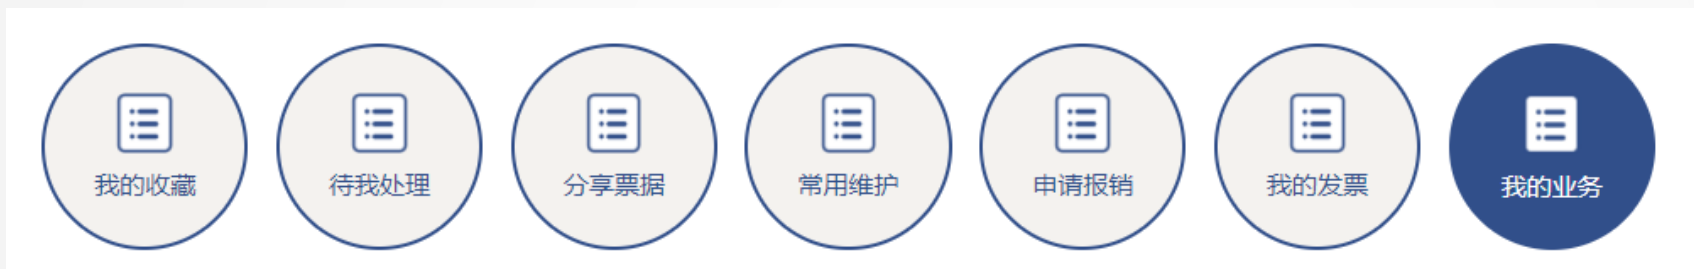 我的收藏
待我处理
分享票据
常用维护
申请报销
我的发票
我的业务